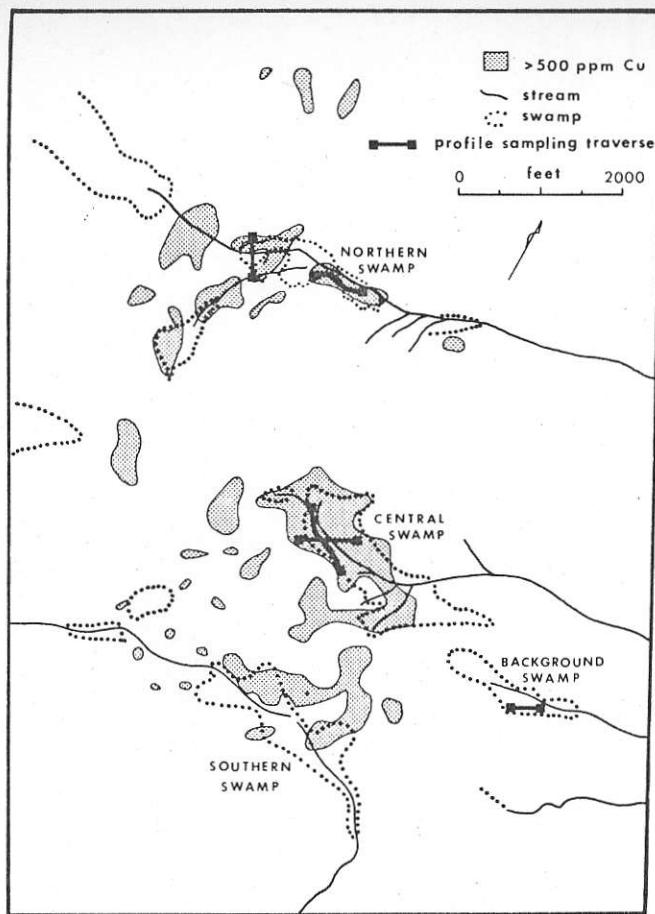 >500 ppm Cu
stream
swamp
profile sampling traverse
feet
0 2000
NORTHERN
SWAMP
CENTRAL
SWAMP
BACKGROUND
SWAMP
SOUTHERN
SWAMP